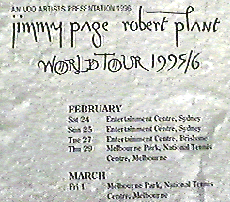 AN UDO ARTISTS PRESENTATION 1996
jimmy page robert plant
WORLD TOUR 1995/6
FEBRUARY
Sat 24 Entertainment Centre, Sydney
Sun 25 Entertainment Centre, Sydney
Tue 27 Entertainment Centre, Brisbane
Thu 29 Melbourne Park, National Tennis
Centre, Melbourne
MARCH
Fri 1 Melbourne Park, National Tennis
Centre, Melbourne